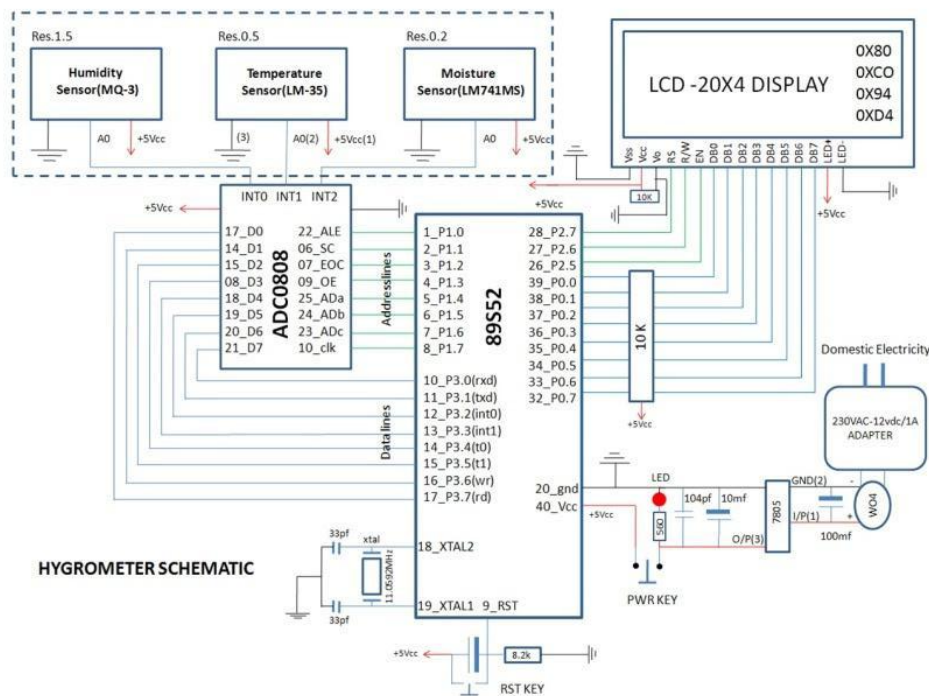 Res.1.5
Res.0.5
Res.0.2
Humidity
Sensor(MQ-3)
Temperature
Sensor(LM-35)
Moisture
Sensor(LM741MS)
A0
+5Vcc
(3)
A0(2)
+5Vcc(1)
A0
+5Vcc
LCD -20X4 DISPLAY
0X80
0XCO
0X94
0XD4
Vss
Vcc
Vo
RS
R/W
EN
DB0
DB1
DB2
DB3
DB4
DB5
DB6
DB7
LED+
LED-
10K
+5Vcc
+5Vcc
INT0 INT1 INT2
+5Vcc
ADC0808
17_D0
14_D1
15_D2
08_D3
18_D4
19_D5
20_D6
21_D7
22_ALE
06_SC
07_EOC
09_OE
25_ADa
24_ADb
23_ADc
10_clk
Addresslines
Data lines
89S52
1_P1.0
2_P1.1
3_P1.2
4_P1.3
5_P1.4
6_P1.5
7_P1.6
8_P1.7
10_P3.0(rxd)
11_P3.1(txd)
12_P3.2(int0)
13_P3.3(int1)
14_P3.4(t0)
15_P3.5(t1)
16_P3.6(wr)
17_P3.7(rd)
18_XTAL2
19_XTAL1
9_RST
28_P2.7
27_P2.6
26_P2.5
39_P0.0
38_P0.1
37_P0.2
36_P0.3
35_P0.4
34_P0.5
33_P0.6
32_P0.7
20_gnd
40_Vcc
10 K
+5Vcc
Domestic Electricity
230VAC-12vdc/1A
ADAPTER
LED
560
104pf
10mf
7805
GND(2)
-
I/P(1)
+
O/P(3)
100mf
WO4
+5Vcc
PWR KEY
HYGROMETER SCHEMATIC
33pf
xtal
11.0592MHz
33pf
+5Vcc
8.2k
RST KEY